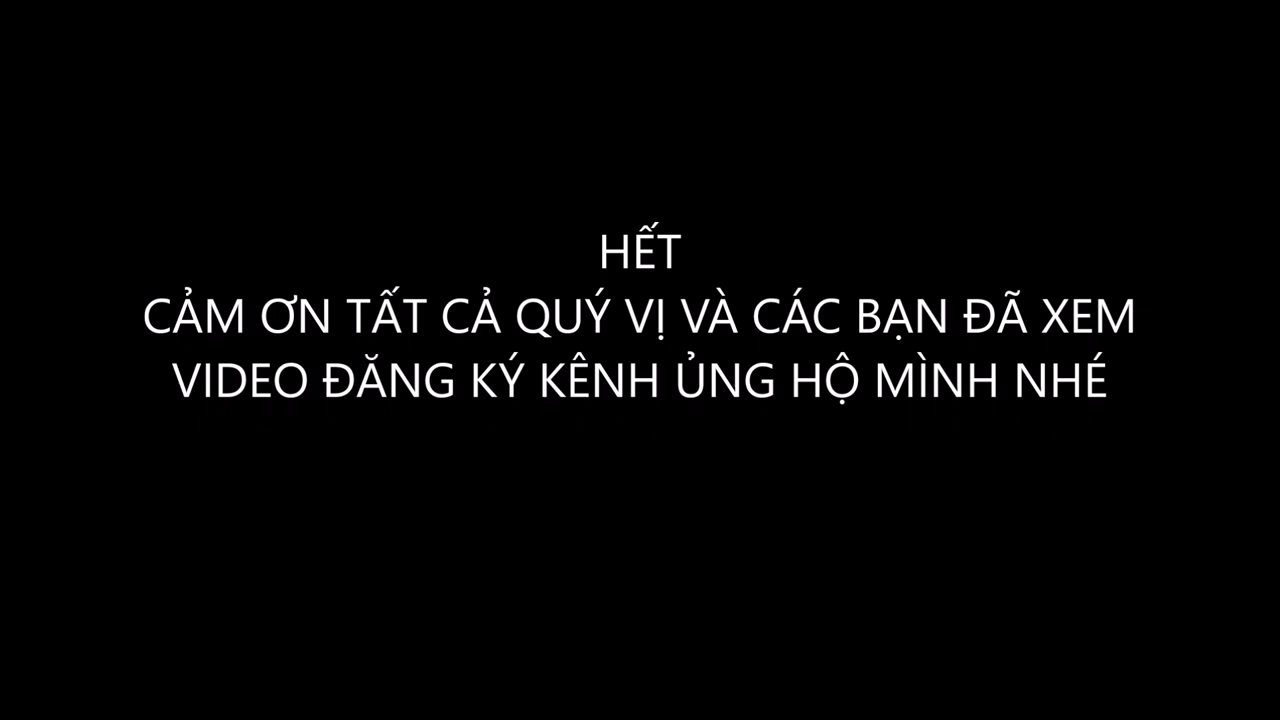 HẾT
CẢM ƠN TẤT CẢ QUÝ VỊ VÀ CÁC BẠN ĐÃ XEM
VIDEO ĐĂNG KÝ KÊNH ỦNG HỘ MÌNH NHÉ